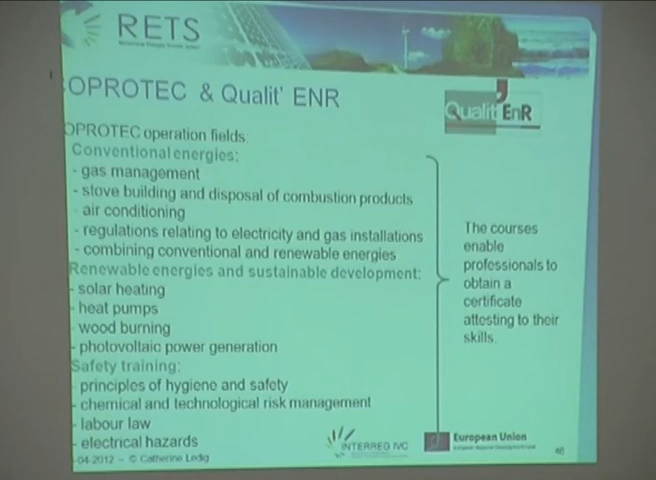 RETS
OPROTEC & Qualit' ENR
Qualit'EnR
OPROTEC operation fields:
Conventional energies:
- gas management
- stove building and disposal of combustion products
- air conditioning
- regulations relating to electricity and gas installations
- combining conventional and renewable energies
Renewable energies and sustainable development:
- solar heating
- heat pumps
- wood burning
- photovoltaic power generation
Safety training:
- principles of hygiene and safety
- chemical and technological risk management
- labour law
- electrical hazards
The courses
enable
professionals to
obtain a
certificate
attesting to their
skills.
-04-2012 – © Catherine Ledig
INTERREG IVC
European Union